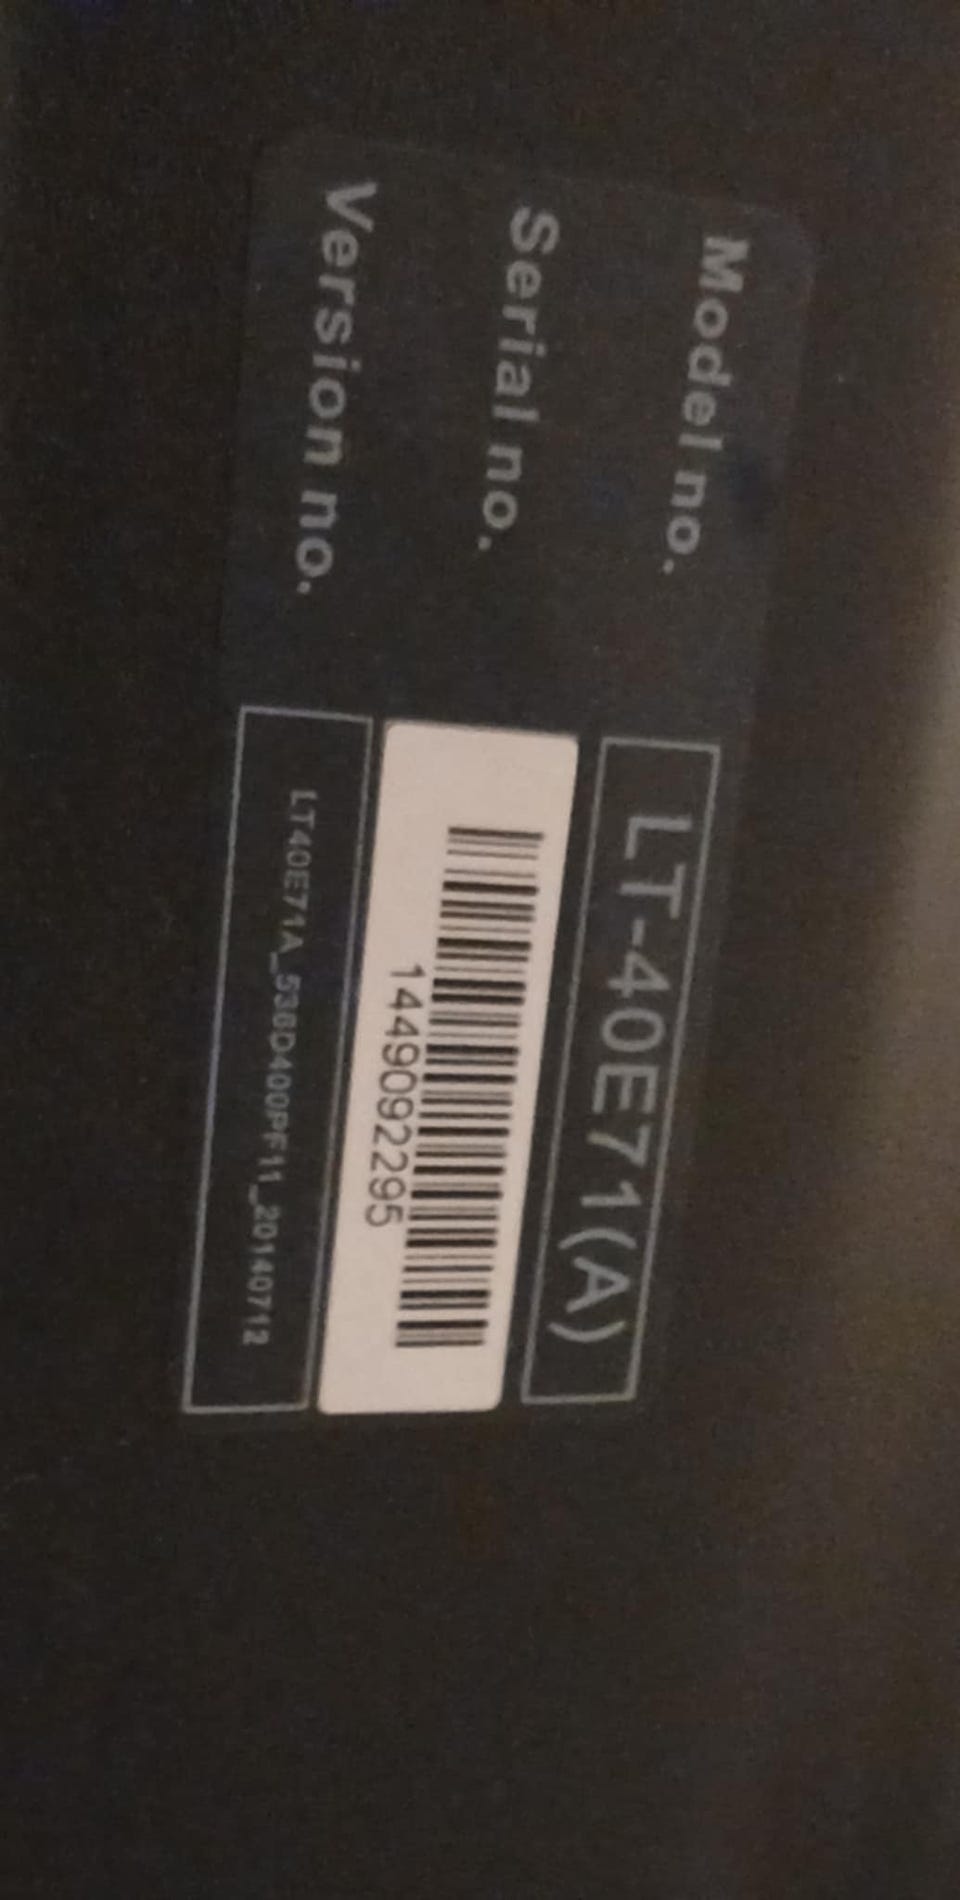 Model no. LT-40E71(A)
Serial no. 1449092295
Version no. LT40E71A_538D400PF11_20140712